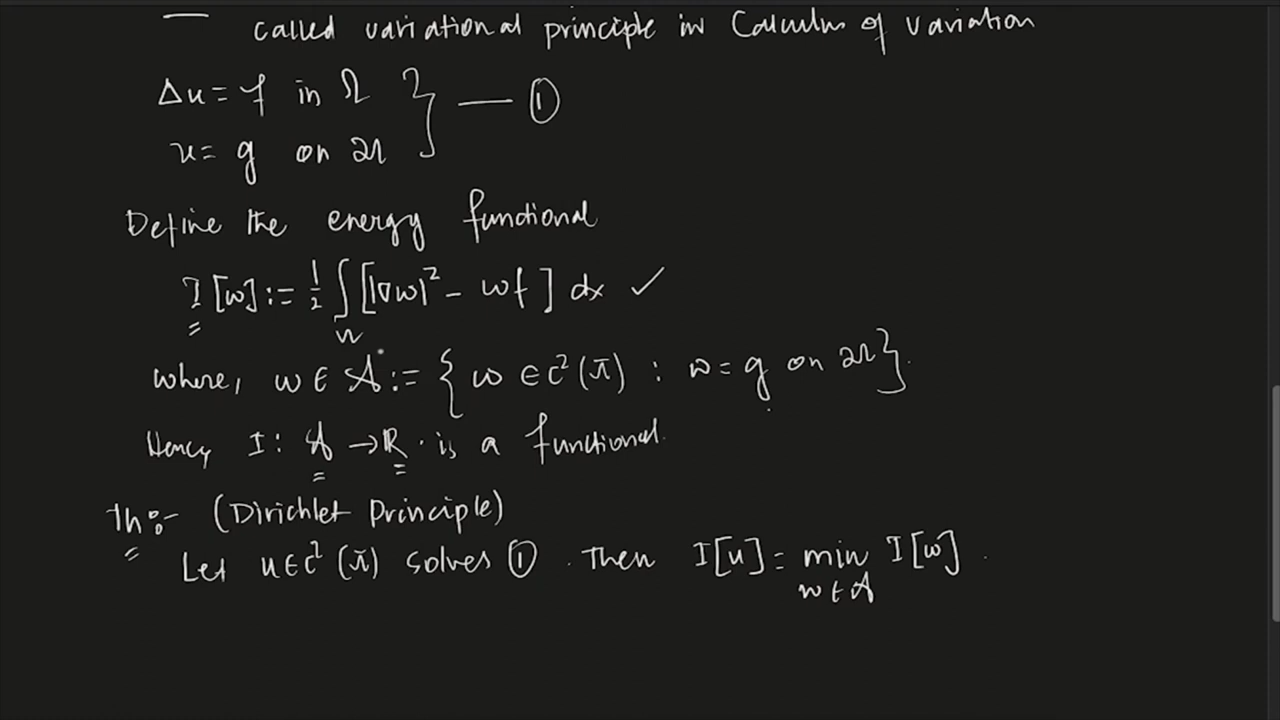 called variational principle in Calculus of variation
Δu = f in Ω } — ①
u = g on ∂Ω
Define the energy functional
I[w] := 1/2 ∫_Ω [|∇w|² - wf] dx ✓
where, w ∈ A := { w ∈ C²(Ω̄) : w = g on ∂Ω }.
Hence I : A → R . is a functional.
Th:- (Dirichlet Principle)
Let u ∈ C²(Ω̄) solves ① . Then I[u] = min_{w ∈ A} I[w] .